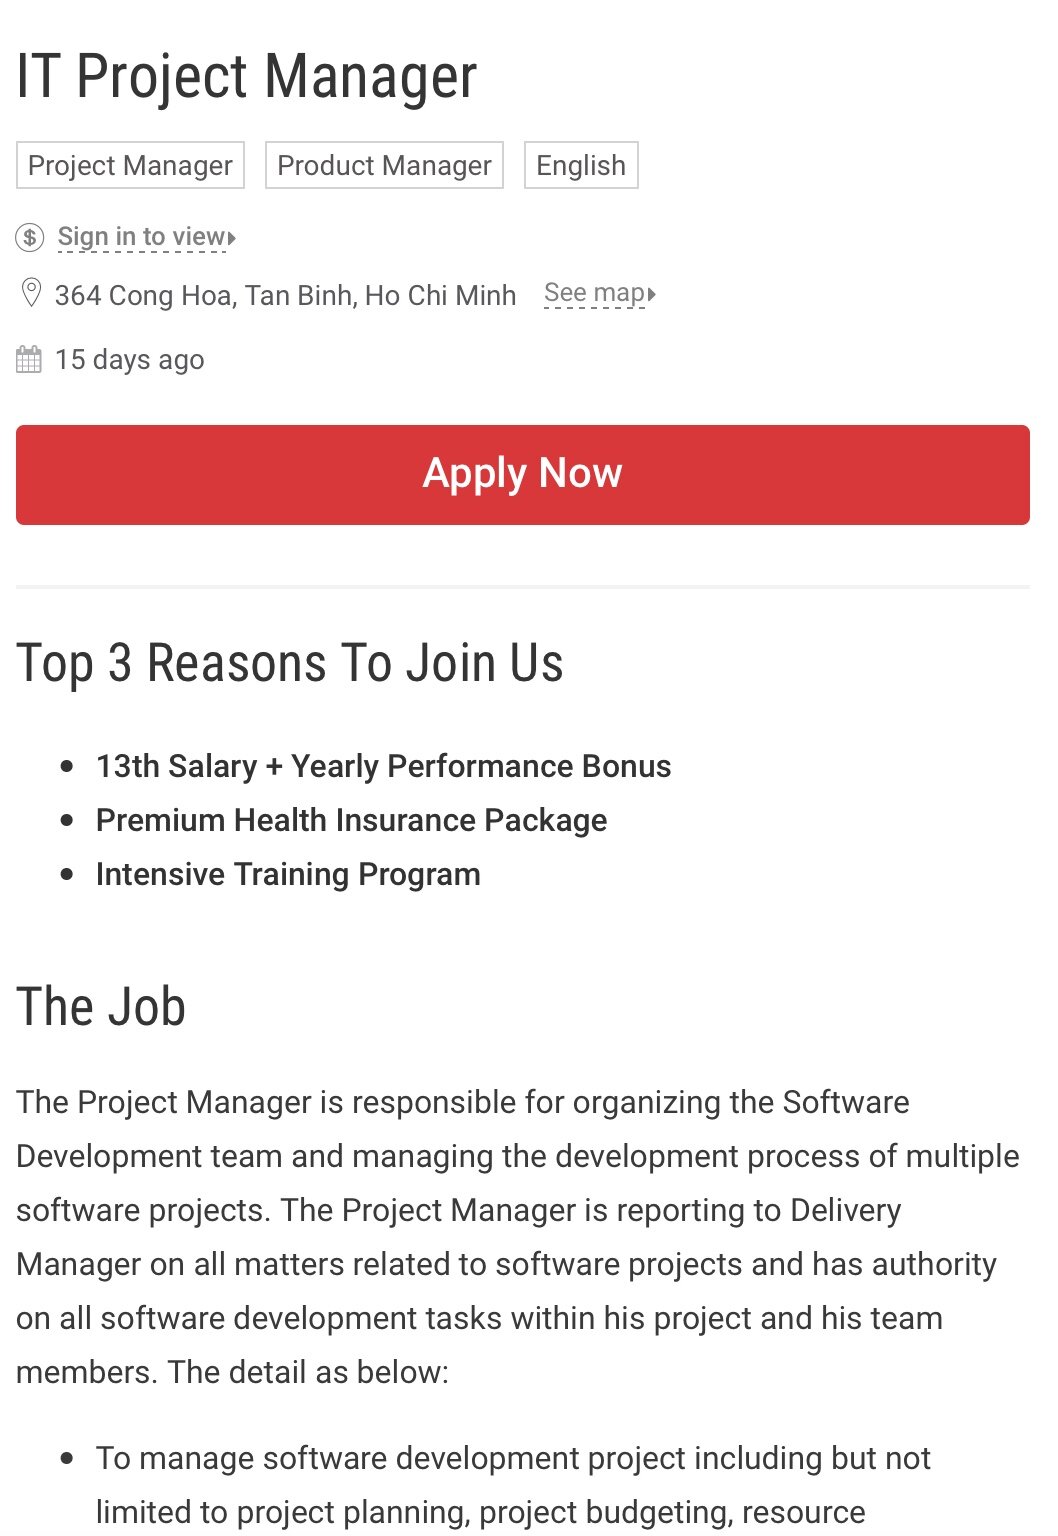 IT Project Manager
Project Manager
Product Manager
English
Sign in to view
364 Cong Hoa, Tan Binh, Ho Chi Minh
See map
15 days ago
Apply Now
Top 3 Reasons To Join Us
13th Salary + Yearly Performance Bonus
Premium Health Insurance Package
Intensive Training Program
The Job
The Project Manager is responsible for organizing the Software
Development team and managing the development process of multiple
software projects. The Project Manager is reporting to Delivery
Manager on all matters related to software projects and has authority
on all software development tasks within his project and his team
members. The detail as below:
To manage software development project including but not
limited to project planning, project budgeting, resource